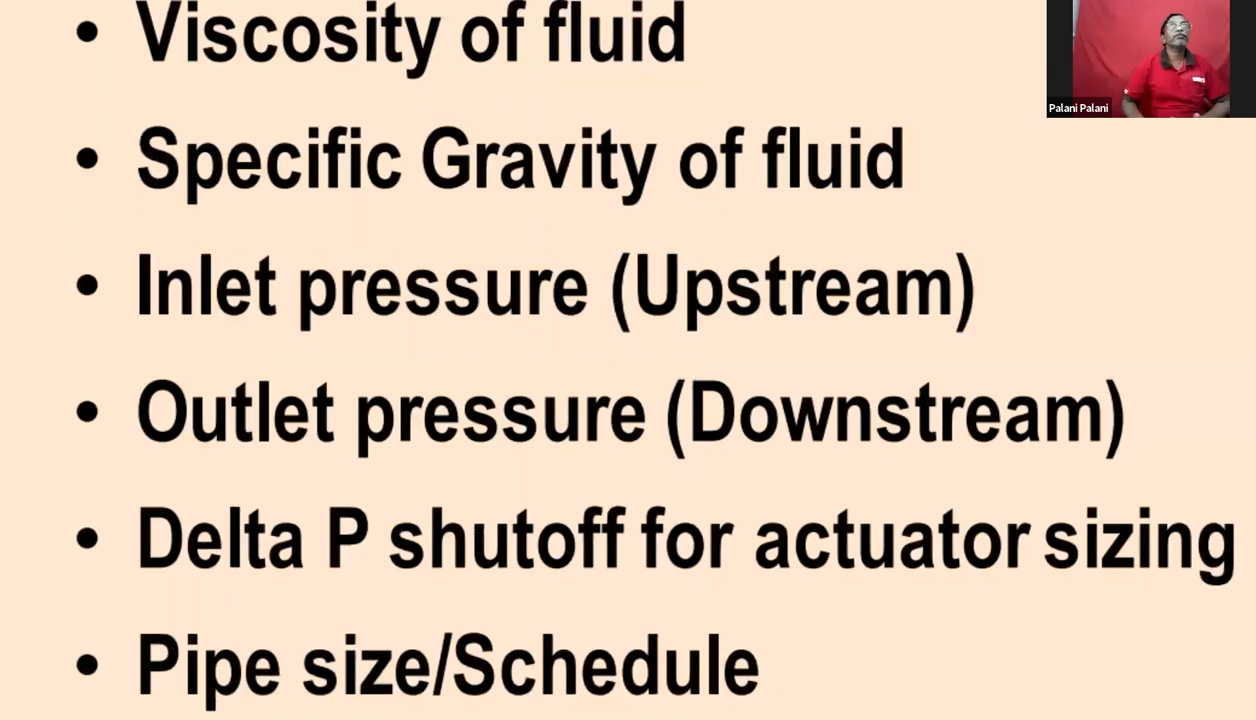 • Viscosity of fluid
Palani Palani
• Specific Gravity of fluid
• Inlet pressure (Upstream)
• Outlet pressure (Downstream)
• Delta P shutoff for actuator sizing
• Pipe size/Schedule